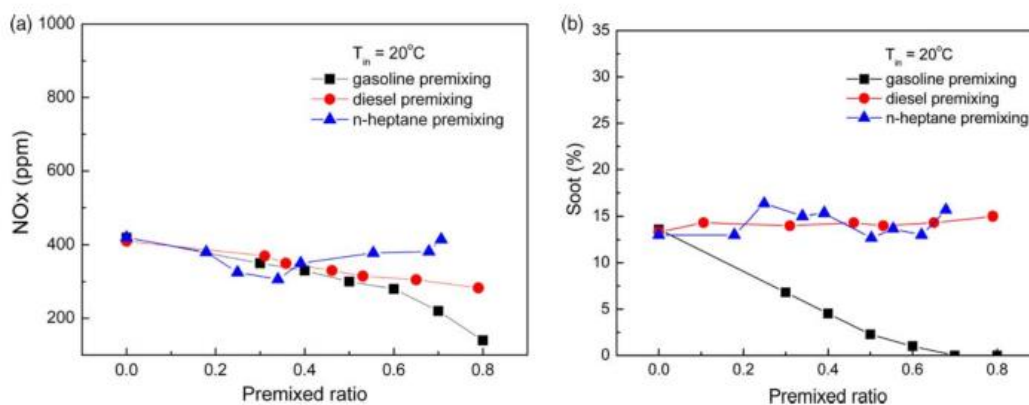 (a)
1000
800
600
400
200
NOx (ppm)
T_in = 20°C
gasoline premixing
diesel premixing
n-heptane premixing
0.0 0.2 0.4 0.6 0.8
Premixed ratio
(b)
35
30
25
20
15
10
5
0
Soot (%)
T_in = 20°C
gasoline premixing
diesel premixing
n-heptane premixing
0.0 0.2 0.4 0.6 0.8
Premixed ratio